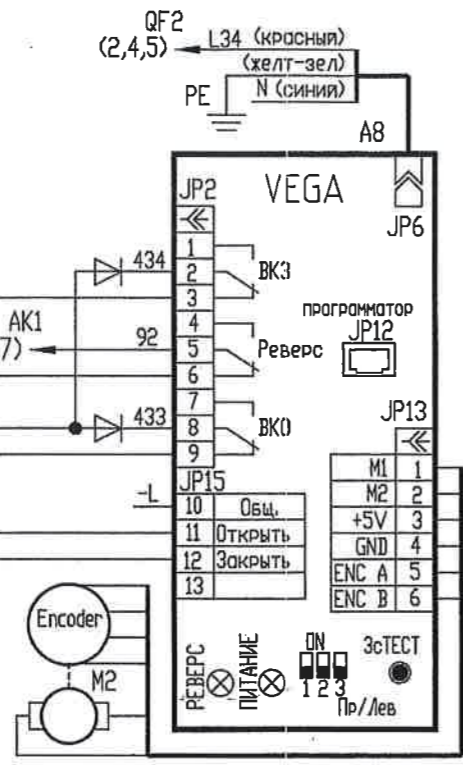 QF2
(2,4,5)
L34 (красный)
(желт-зел)
N (синий)
PE
A8
VEGA
JP2
JP6
1
434
2
ВК3
3
4
AK1
7)
92
5
Реверс
6
7
433
8
ВК0
9
программатор
JP12
JP13
M1 1
M2 2
+5V 3
GND 4
ENC A 5
ENC B 6
JP15
-L
10 Общ.
11 Открыть
12 Закрыть
13
Encoder
M2
РЕВЕРС
ПИТАНИЕ
ON
1 2 3
Пр/Лев
ЗсТЕСТ